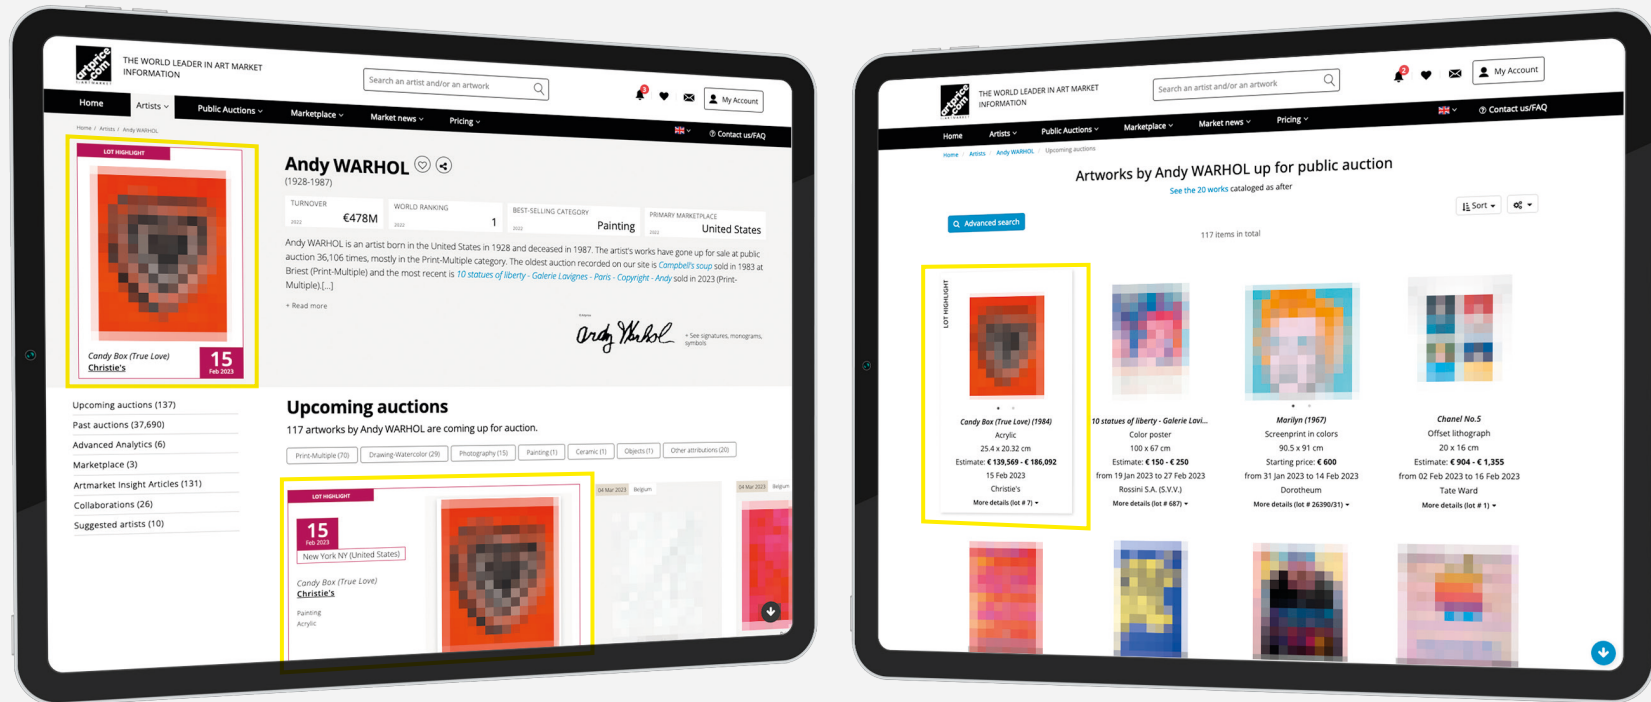 artprice
.com
BY ARTMARKET
THE WORLD LEADER IN ART MARKET
INFORMATION
Search an artist and/or an artwork
3
My Account
Home
Artists
Public Auctions
Marketplace
Market news
Pricing
Contact us/FAQ
Home / Artists / Andy WARHOL
LOT HIGHLIGHT
Candy Box (True Love)
Christie's
15
Feb 2023
Andy WARHOL
(1928-1987)
TURNOVER
2022
€478M
WORLD RANKING
2022
1
BEST-SELLING CATEGORY
2022
Painting
PRIMARY MARKETPLACE
2022
United States
Andy WARHOL is an artist born in the United States in 1928 and deceased in 1987. The artist's works have gone up for sale at public
auction 36,106 times, mostly in the Print-Multiple category. The oldest auction recorded on our site is Campbell's soup sold in 1983 at
Briest (Print-Multiple) and the most recent is 10 statues of liberty - Galerie Lavignes - Paris - Copyright - Andy sold in 2023 (Print-
Multiple).[...]
+ Read more
Andy Warhol
+ See signatures, monograms,
symbols
Upcoming auctions (137)
Past auctions (37,690)
Advanced Analytics (6)
Marketplace (3)
Artmarket Insight Articles (131)
Collaborations (26)
Suggested artists (10)
Upcoming auctions
117 artworks by Andy WARHOL are coming up for auction.
Print-Multiple (70)
Drawing-Watercolor (29)
Photography (15)
Painting (1)
Ceramic (1)
Objects (1)
Other attributions (20)
LOT HIGHLIGHT
15
Feb 2023
New York NY (United States)
Candy Box (True Love)
Christie's
Painting
Acrylic
04 Mar 2023 Belgium
04 Mar 2023 Belgium
artprice
.com
BY ARTMARKET
THE WORLD LEADER IN ART MARKET
INFORMATION
Search an artist and/or an artwork
2
My Account
Home
Artists
Public Auctions
Marketplace
Market news
Pricing
Contact us/FAQ
Home / Artists / Andy WARHOL / Upcoming auctions
Artworks by Andy WARHOL up for public auction
See the 20 works cataloged as after
Advanced search
Sort
117 items in total
LOT HIGHLIGHT
Candy Box (True Love) (1984)
Acrylic
25.4 x 20.32 cm
Estimate: € 139,569 - € 186,092
15 Feb 2023
Christie's
More details (lot # 7)
10 statues of liberty - Galerie Lavi...
Color poster
100 x 67 cm
Estimate: € 150 - € 250
from 19 Jan 2023 to 27 Feb 2023
Rossini S.A. (S.V.V.)
More details (lot # 687)
Marilyn (1967)
Screenprint in colors
90.5 x 91 cm
Starting price: € 600
from 31 Jan 2023 to 14 Feb 2023
Dorotheum
More details (lot # 26390/31)
Chanel No.5
Offset lithograph
20 x 16 cm
Estimate: € 904 - € 1,355
from 02 Feb 2023 to 16 Feb 2023
Tate Ward
More details (lot # 1)